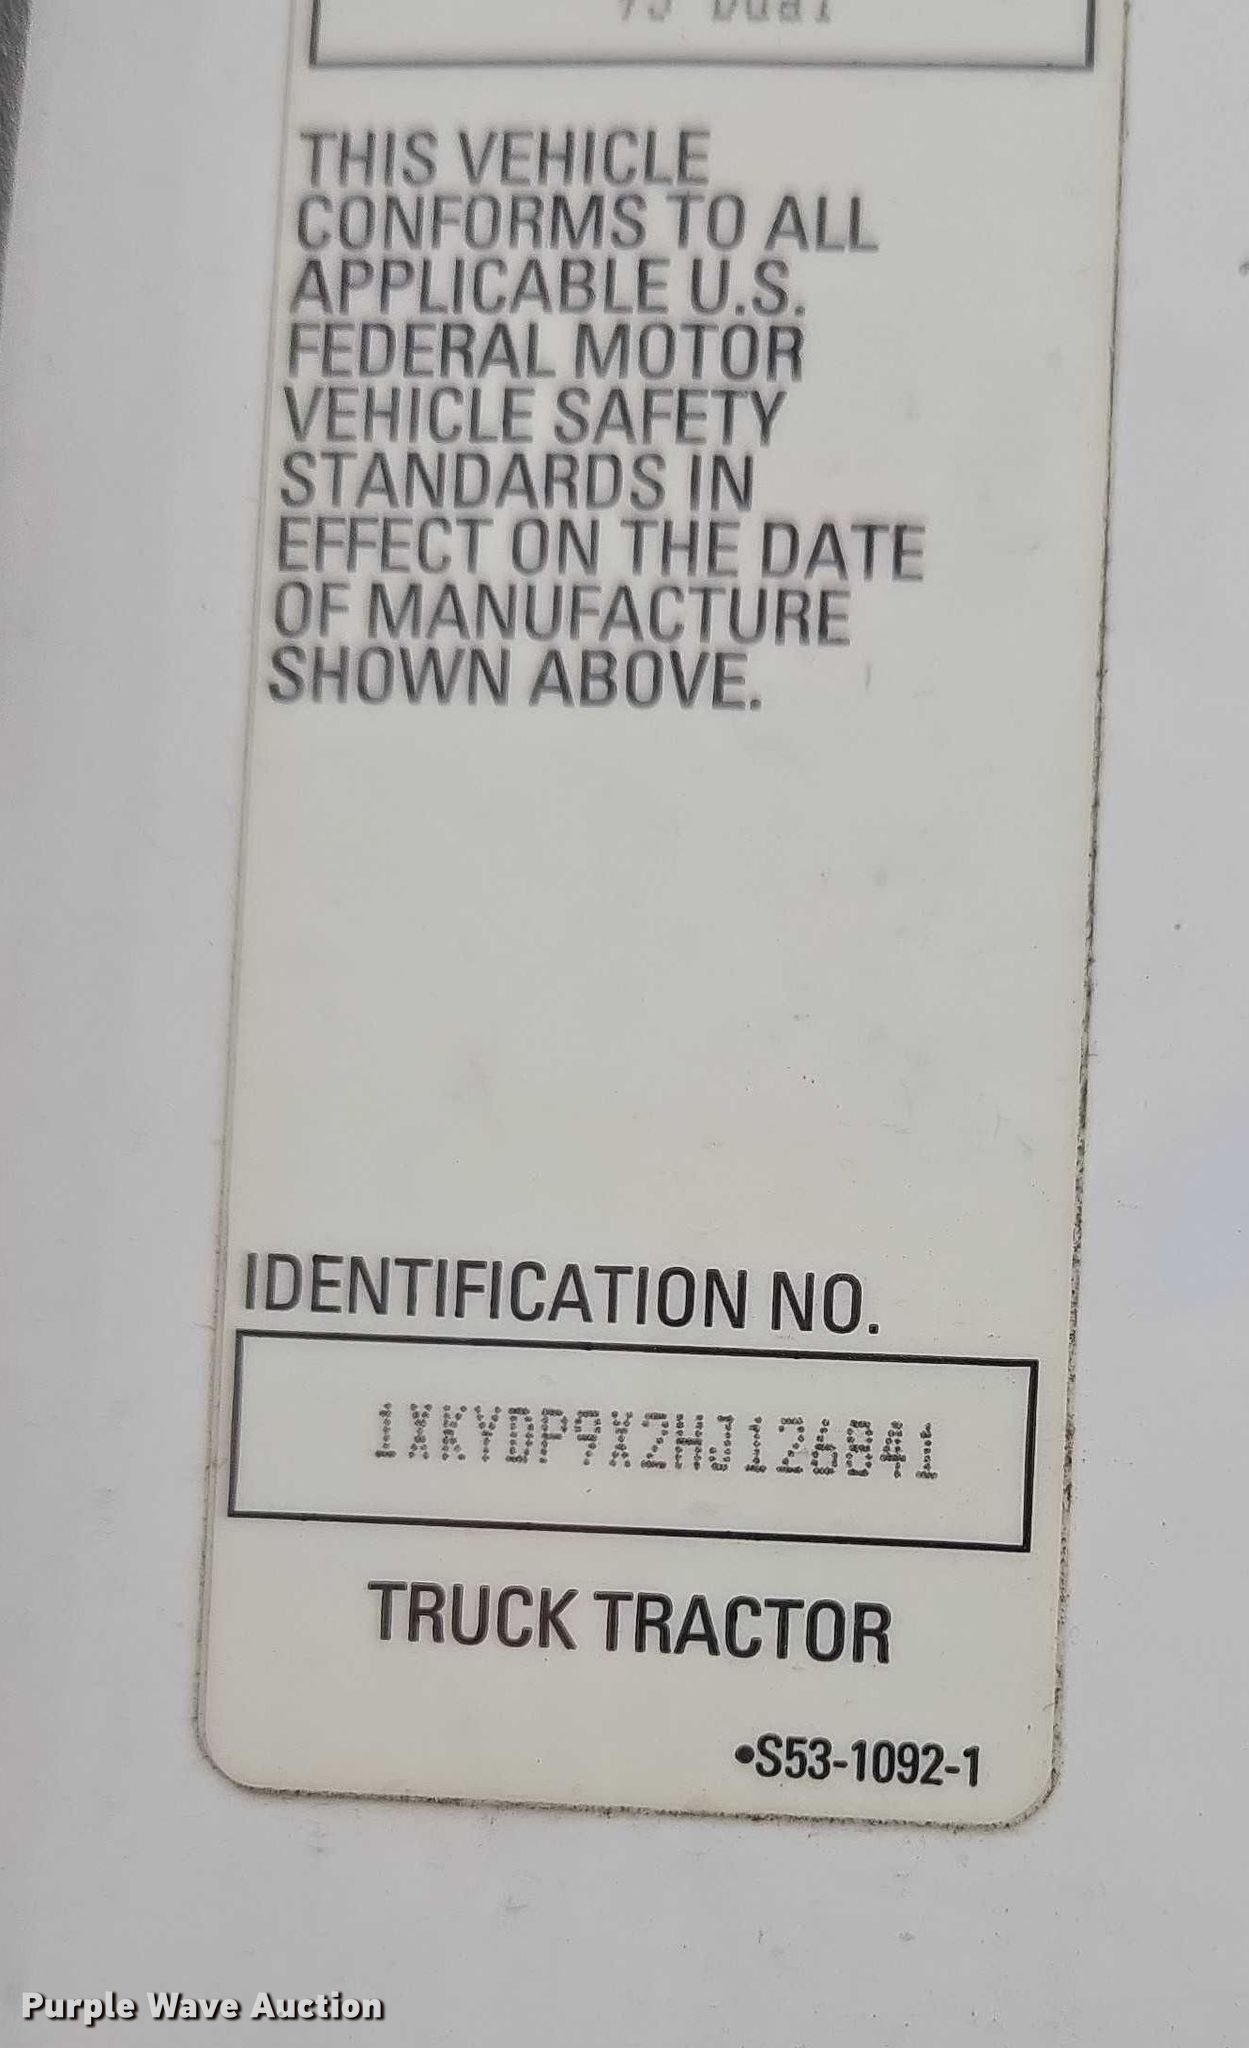 Dual
THIS VEHICLE
CONFORMS TO ALL
APPLICABLE U.S.
FEDERAL MOTOR
VEHICLE SAFETY
STANDARDS IN
EFFECT ON THE DATE
OF MANUFACTURE
SHOWN ABOVE.
IDENTIFICATION NO.
1XKYDP9X2HJ126841
TRUCK TRACTOR
•S53-1092-1
Purple Wave Auction